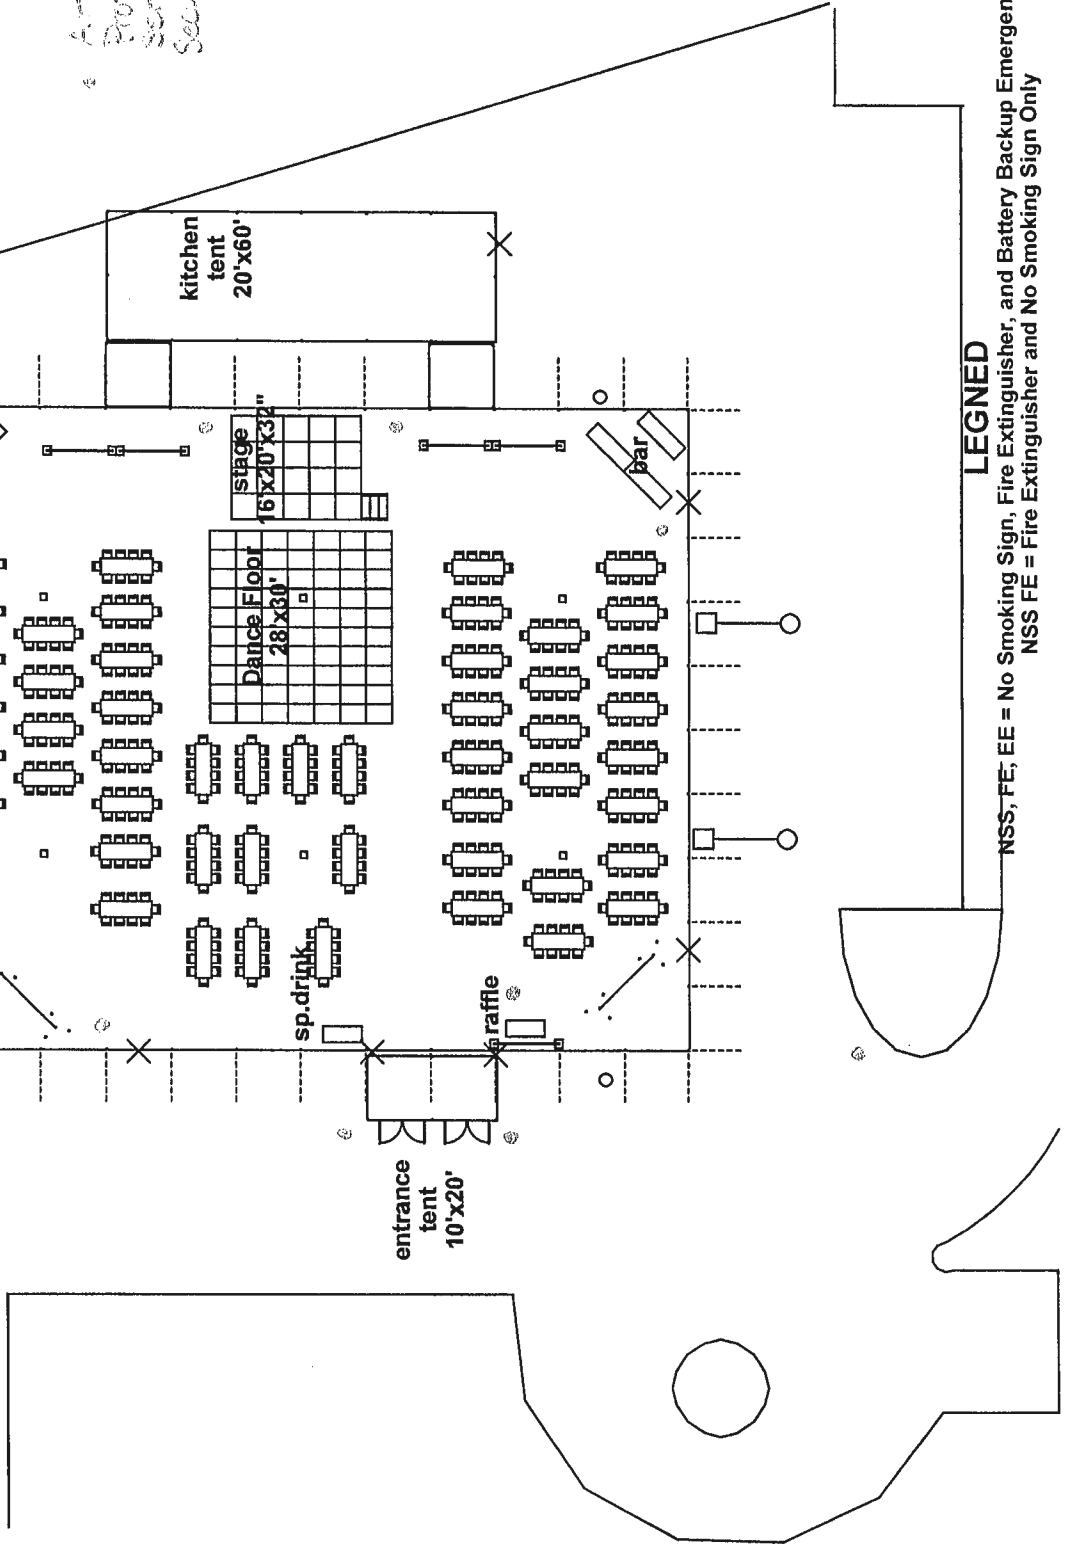 kitchen
tent
20'x60'
stage
16'x20'x32"
Dance Floor
28'x30'
bar
sp.drink
raffle
entrance
tent
10'x20'
LEGNED
NSS, FE, EE = No Smoking Sign, Fire Extinguisher, and Battery Backup
NSS FE = Fire Extinguisher and No Smoking Sign Only